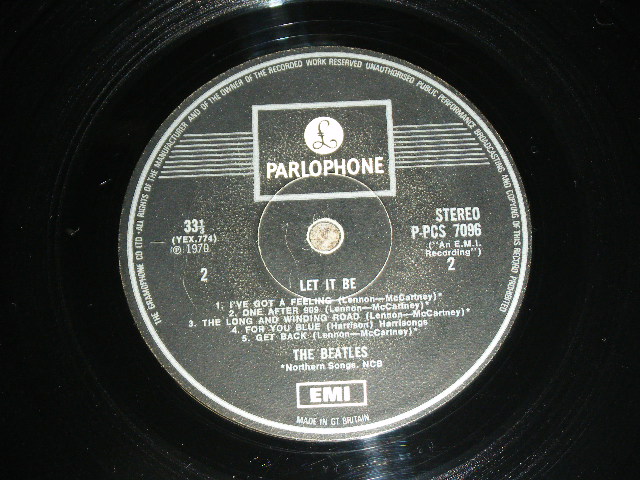 THE GRAMOPHONE CO LTD · ALL RIGHTS OF THE MANUFACTURER AND OF THE OWNER OF THE RECORDED WORK RESERVED UNAUTHORISED PUBLIC PERFORMANCE BROADCASTING AND COPYING OF THIS RECORD PROHIBITED
£
PARLOPHONE
33⅓
(YEX.774)
℗ 1970
2
STEREO
P-PCS 7096
("An E.M.I.
Recording")
2
LET IT BE
1. I'VE GOT A FEELING (Lennon—McCartney)*
2. ONE AFTER 909 (Lennon—McCartney)*
3. THE LONG AND WINDING ROAD (Lennon—McCartney)*
4. FOR YOU BLUE (Harrison) Harrisongs
5. GET BACK (Lennon—McCartney)*
THE BEATLES
*Northern Songs. NCB
EMI
MADE IN GT BRITAIN